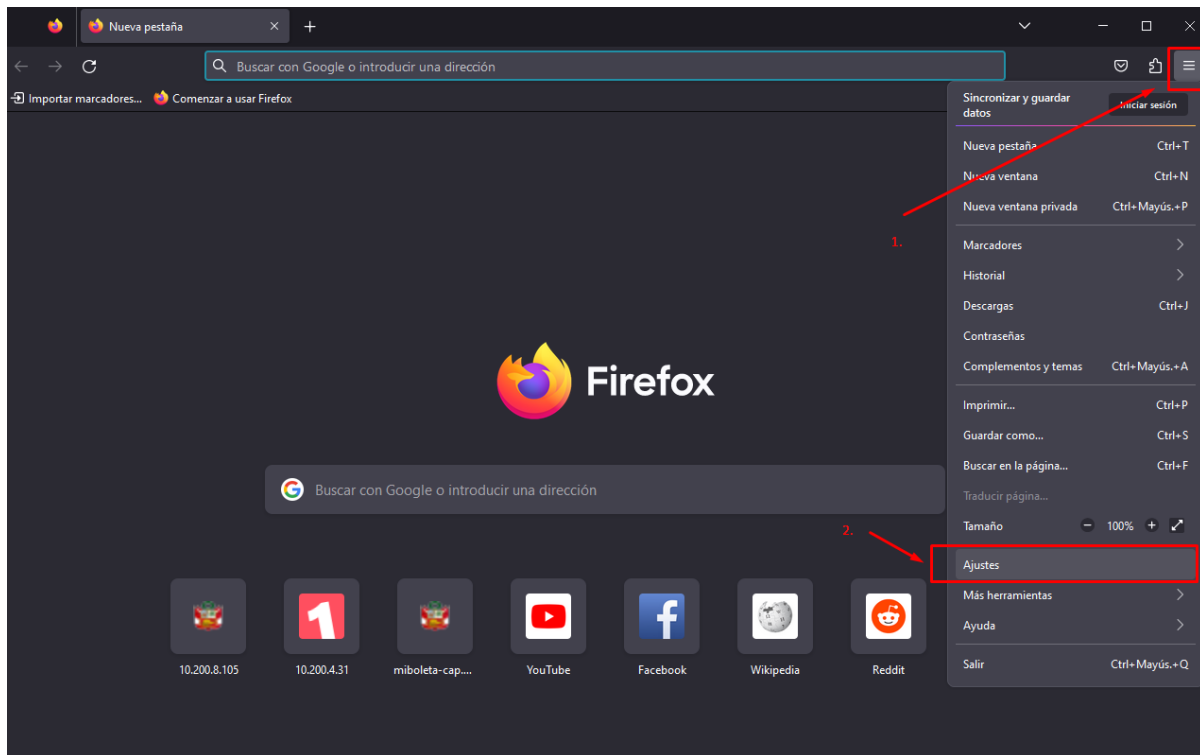 Nueva pestaña
Buscar con Google o introducir una dirección
Importar marcadores...
Comenzar a usar Firefox
Sincronizar y guardar
datos
Iniciar sesión
Nueva pestaña Ctrl+T
Nueva ventana Ctrl+N
Nueva ventana privada Ctrl+Mayús.+P
1.
Marcadores
Historial
Descargas Ctrl+J
Contraseñas
Complementos y temas Ctrl+Mayús.+A
Firefox
Imprimir... Ctrl+P
Guardar como... Ctrl+S
Buscar en la página... Ctrl+F
Buscar con Google o introducir una dirección
Traducir página...
Tamaño 100%
2.
Ajustes
Más herramientas
Ayuda
Salir Ctrl+Mayús.+Q
10.200.8.105
10.200.4.31
miboleta-cap....
YouTube
Facebook
Wikipedia
Reddit